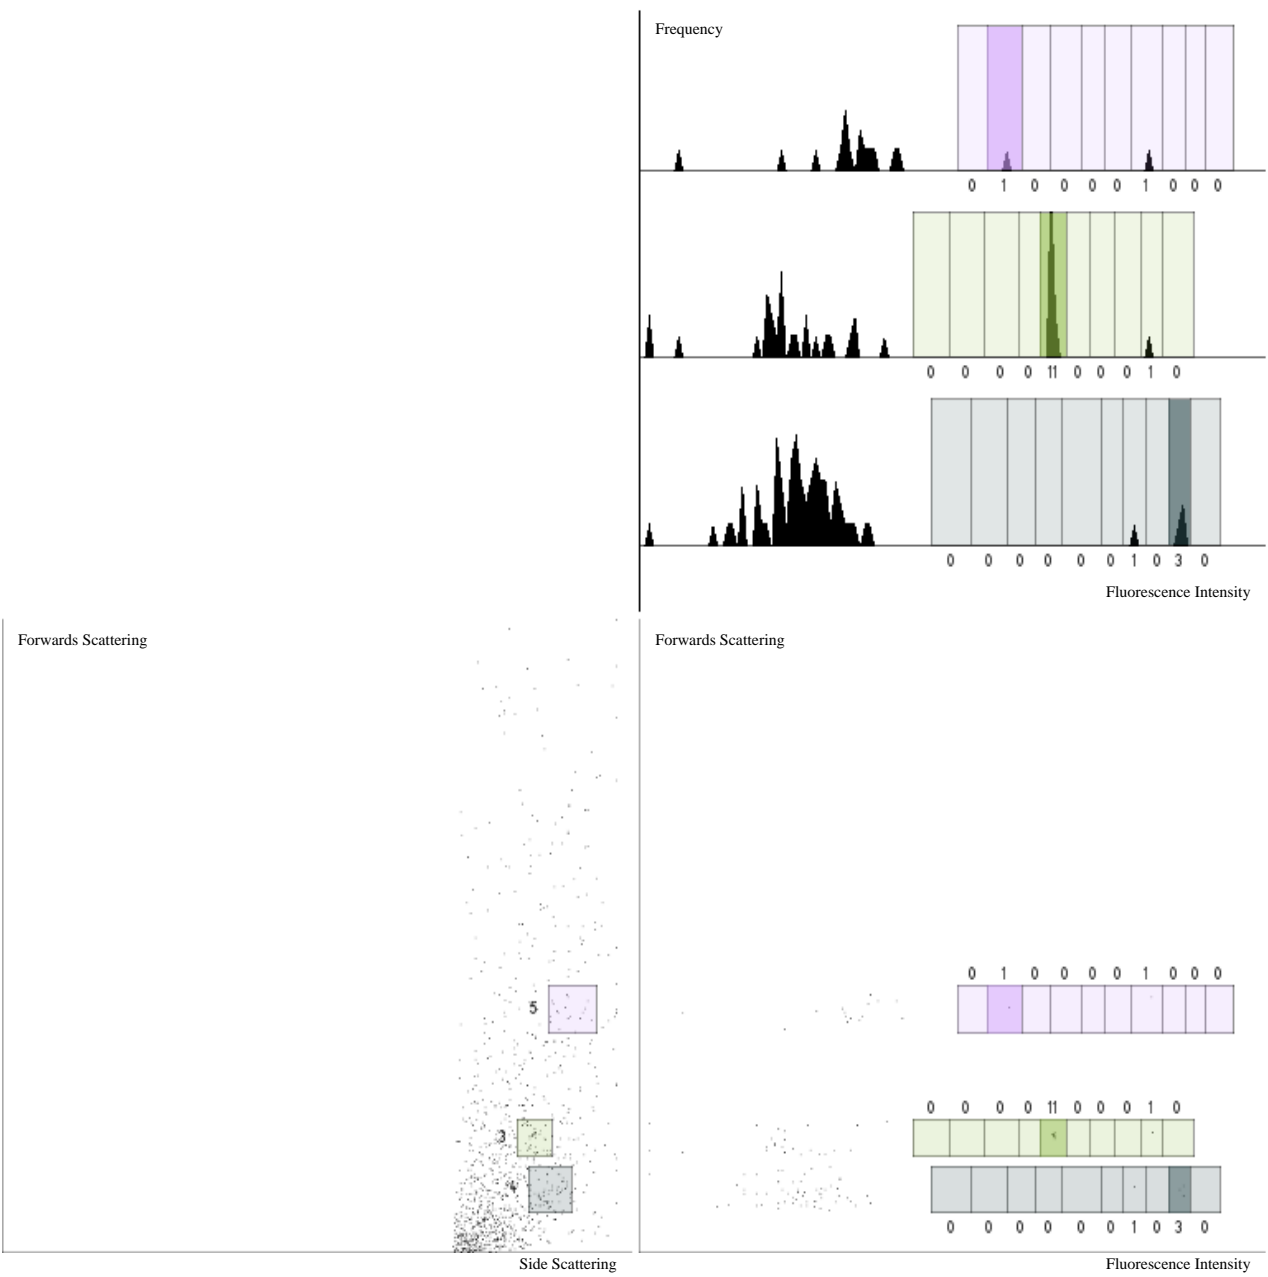 Frequency
0 1 0 0 0 0 1 0 0 0
0 0 0 0 11 0 0 0 1 0
0 0 0 0 0 0 1 0 3 0
Fluorescence Intensity
Forwards Scattering
5
3
Side Scattering
Forwards Scattering
0 1 0 0 0 0 1 0 0 0
0 0 0 0 11 0 0 0 1 0
0 0 0 0 0 0 1 0 3 0
Fluorescence Intensity